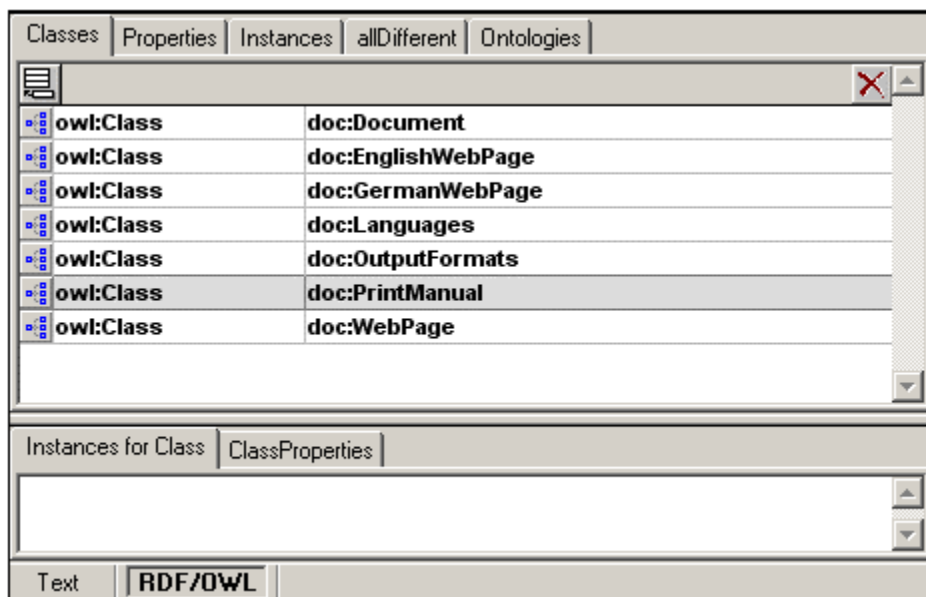 Classes Properties Instances allDifferent Ontologies
owl:Class doc:Document
owl:Class doc:EnglishWebPage
owl:Class doc:GermanWebPage
owl:Class doc:Languages
owl:Class doc:OutputFormats
owl:Class doc:PrintManual
owl:Class doc:WebPage
Instances for Class ClassProperties
Text RDF/OWL